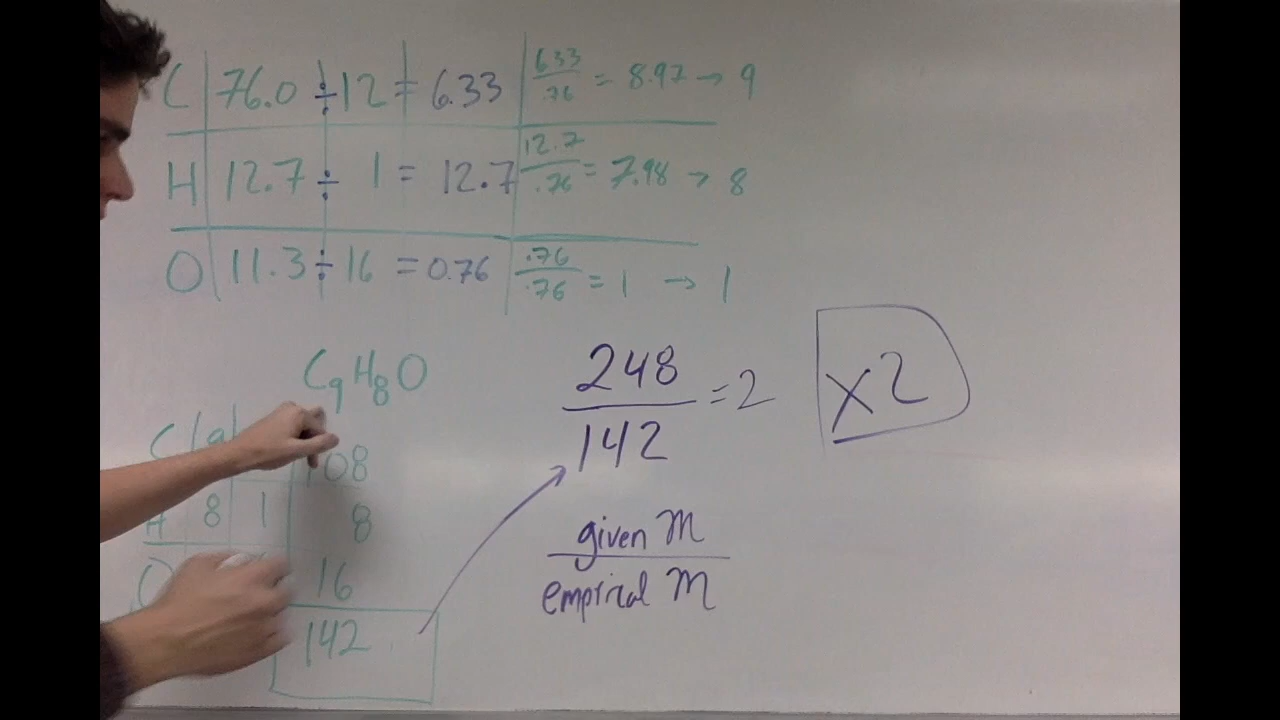 C 76.0 ÷ 12 = 6.33 6.33/.76 = 8.97 → 9
H 12.7 ÷ 1 = 12.7 12.7/.76 = 7.98 → 8
O 11.3 ÷ 16 = 0.76 .76/.76 = 1 → 1
C9H8O
248/142 = 2
x2
C 9 108
H 8 1 8
O 16
142
given M
empirical M